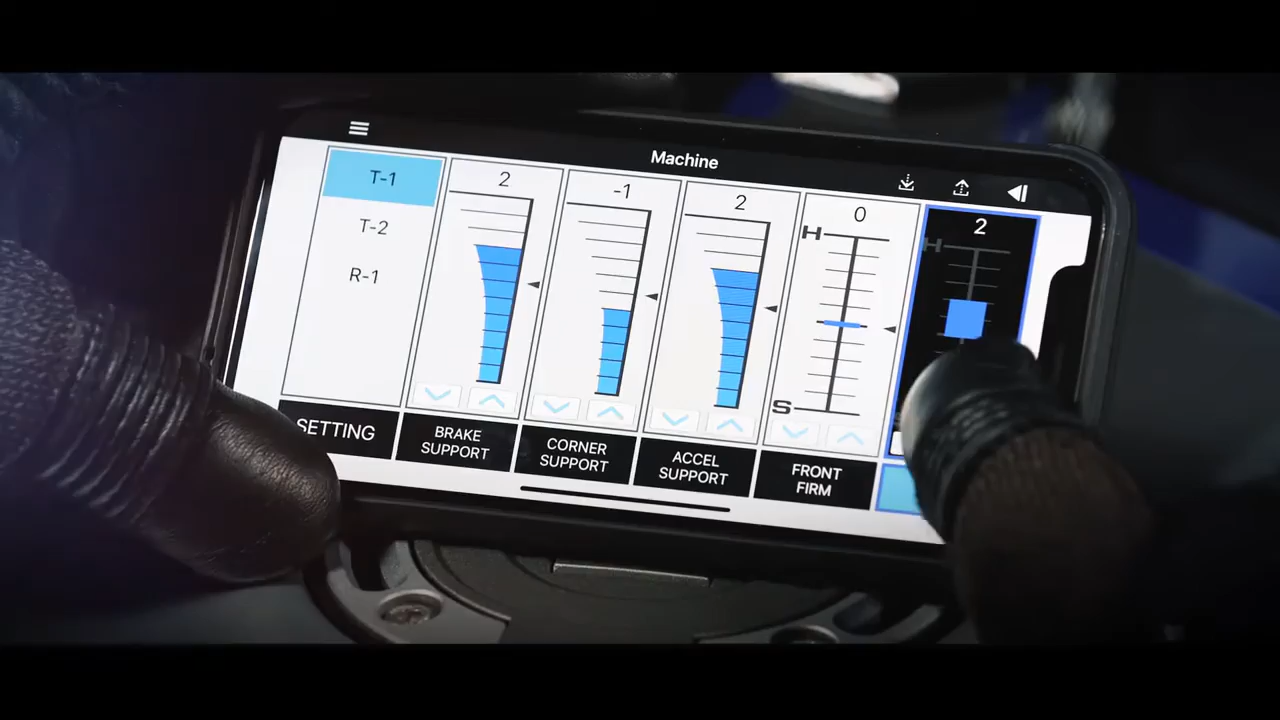 Machine
T-1
T-2
R-1
SETTING
2
BRAKE
SUPPORT
-1
CORNER
SUPPORT
2
ACCEL
SUPPORT
0
H
S
FRONT
FIRM
2
H